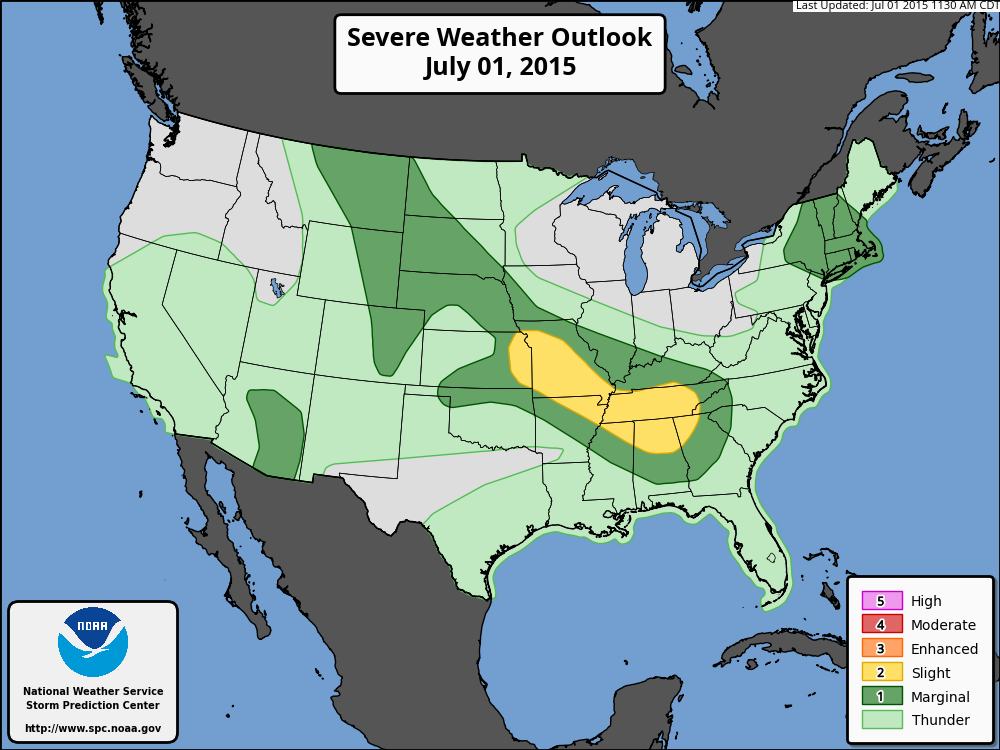 Last Updated: Jul 01 2015 1130 AM CDT
Severe Weather Outlook
July 01, 2015
5 High
4 Moderate
3 Enhanced
2 Slight
1 Marginal
Thunder
NOAA
National Weather Service
Storm Prediction Center
http://www.spc.noaa.gov